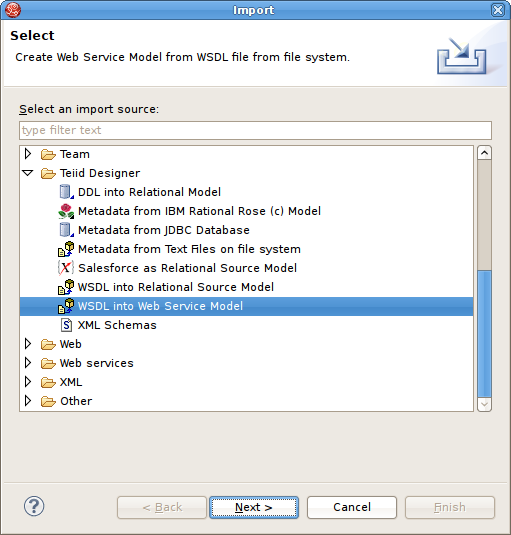 Import
Select
Create Web Service Model from WSDL file from file system.
Select an import source:
type filter text
Team
Teiid Designer
DDL into Relational Model
Metadata from IBM Rational Rose (c) Model
Metadata from JDBC Database
Metadata from Text Files on file system
Salesforce as Relational Source Model
WSDL into Relational Source Model
WSDL into Web Service Model
XML Schemas
Web
Web services
XML
Other
< Back
Next >
Cancel
Finish